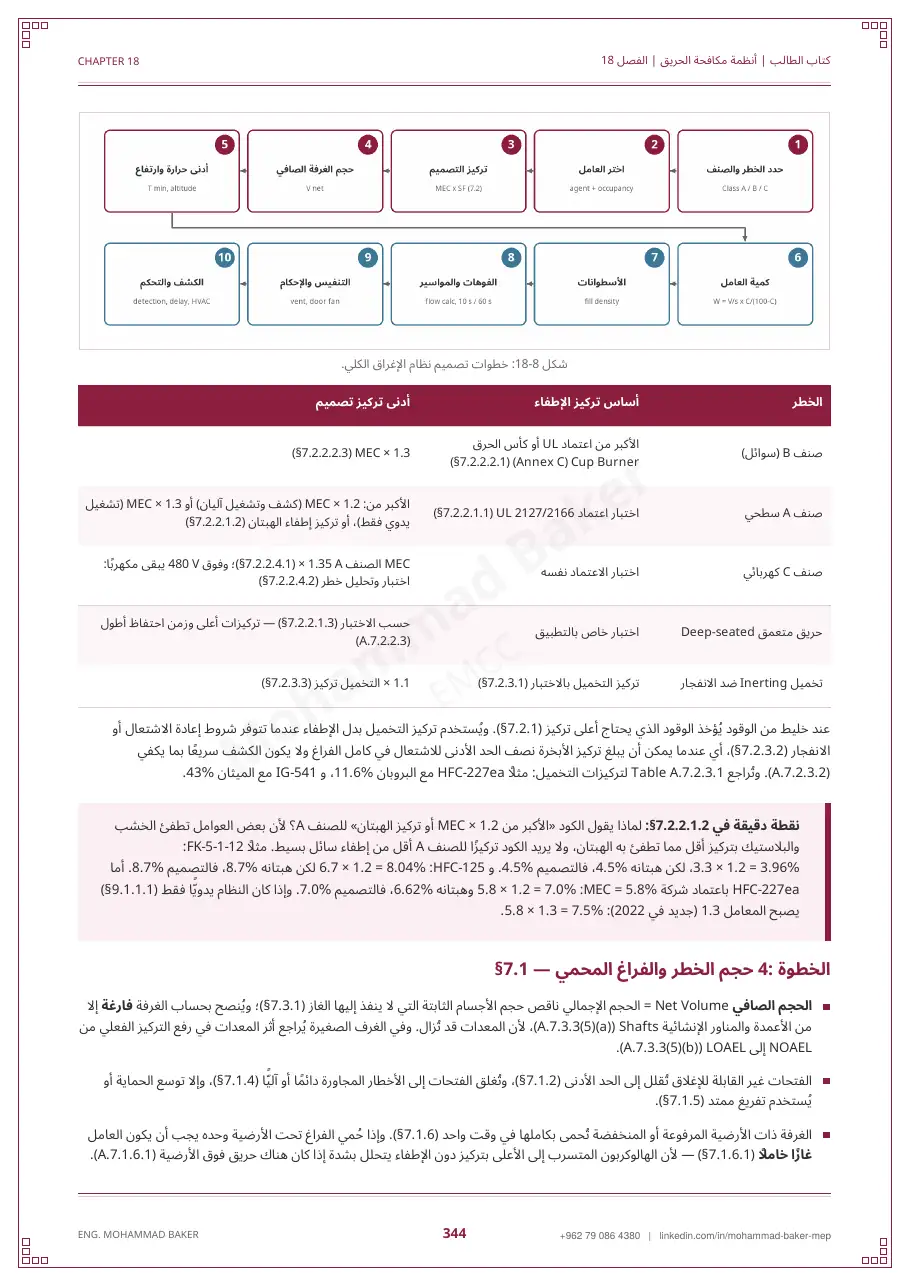 كتاب الطالب | أنظمة مكافحة الحريق | الفصل 18
CHAPTER 18
1
حدد الخطر والصنف
Class A / B / C
2
اختر العامل
agent + occupancy
3
تركيز التصميم
MEC x SF (7.2)
4
حجم الغرفة الصافي
V net
5
أدنى حرارة وارتفاع
T min, altitude
6
كمية العامل
W = V/s x C/(100-C)
7
الأسطوانات
fill density
8
الفوهات والمواسير
flow calc, 10 s / 60 s
9
التنفيس والإحكام
vent, door fan
10
الكشف والتحكم
detection, delay, HVAC
شكل 8-18: خطوات تصميم نظام الإغراق الكلي.
الخطر
أساس تركيز الإطفاء
أدنى تركيز تصميم
صنف B (سوائل)
الأكبر من اعتماد UL أو كأس الحرق
Cup Burner (Annex C) (§7.2.2.2.1)
1.3 × MEC (§7.2.2.2.3)
صنف A سطحي
اختبار اعتماد UL 2127/2166 (§7.2.2.1.1)
الأكبر من: 1.2 × MEC (كشف وتشغيل آليان) أو 1.3 × MEC (تشغيل
يدوي فقط)، أو تركيز إطفاء الهبتان (§7.2.2.1.2)
صنف C كهربائي
اختبار الاعتماد نفسه
MEC الصنف A × 1.35 (§7.2.2.4.1)؛ وفوق 480 V يبقى مكهربًا:
اختبار وتحليل خطر (§7.2.2.4.2)
حريق متعمق Deep-seated
اختبار خاص بالتطبيق
حسب الاختبار (§7.2.2.1.3) — تركيزات أعلى وزمن احتفاظ أطول
(A.7.2.2.3)
تخميل Inerting ضد الانفجار
تركيز التخميل بالاختبار (§7.2.3.1)
1.1 × التخميل تركيز (§7.2.3.3)
عند خليط من الوقود يُؤخذ الوقود الذي يحتاج أعلى تركيز (§7.2.1). ويُستخدم تركيز التخميل بدل الإطفاء عندما تتوفر شروط إعادة الاشتعال أو
الانفجار (§7.2.3.2)، أي عندما يمكن أن يبلغ تركيز الأبخرة نصف الحد الأدنى للاشتعال في كامل الفراغ ولا يكون الكشف سريعًا بما يكفي
(A.7.2.3.2). وتُراجع Table A.7.2.3.1 لتركيزات التخميل: مثلًا HFC-227ea مع البروبان 11.6%، و IG-541 مع الميثان 43%.
نقطة دقيقة في §7.2.2.1.2: لماذا يقول الكود «الأكبر من 1.2 × MEC أو تركيز الهبتان» للصنف A؟ لأن بعض العوامل تطفئ الخشب
والبلاستيك بتركيز أقل مما تطفئ به الهبتان، ولا يريد الكود تركيزًا للصنف A أقل من إطفاء سائل بسيط. مثلًا FK-5-1-12:
3.3 × 1.2 = 3.96% لكن هبتانه 4.5%، فالتصميم 4.5%. و HFC-125: 6.7 × 1.2 = 8.04% لكن هبتانه 8.7%، فالتصميم 8.7%. أما
HFC-227ea باعتماد شركة MEC = 5.8%: 5.8 × 1.2 = 7.0% وهبتانه 6.62%، فالتصميم 7.0%. وإذا كان النظام يدويًّا فقط (§9.1.1.1)
يصبح المعامل 1.3 (جديد في 2022): 5.8 × 1.3 = 7.5%.
الخطوة 4: حجم الخطر والفراغ المحمي — §7.1
الحجم الصافي Net Volume = الحجم الإجمالي ناقص حجم الأجسام الثابتة التي لا ينفذ إليها الغاز (§7.3.1)؛ ويُنصح بحساب الغرفة فارغة إلا
من الأعمدة والمناور الإنشائية Shafts (A.7.3.3(5)(a))، لأن المعدات قد تُزال. وفي الغرف الصغيرة يُراجع أثر المعدات في رفع التركيز الفعلي من
NOAEL إلى LOAEL (A.7.3.3(5)(b)).
الفتحات غير القابلة للإغلاق تُقلل إلى الحد الأدنى (§7.1.2)، وتُغلق الفتحات إلى الأخطار المجاورة دائمًا أو آليًّا (§7.1.4)، وإلا توسع الحماية أو
يُستخدم تفريغ ممتد (§7.1.5).
الغرفة ذات الأرضية المرفوعة أو المنخفضة تُحمى بكاملها في وقت واحد (§7.1.6). وإذا حُمي الفراغ تحت الأرضية وحده يجب أن يكون العامل
غازًا خاملًا (§7.1.6.1) — لأن الهالوكربون المتسرب إلى الأعلى بتركيز دون الإطفاء يتحلل بشدة إذا كان هناك حريق فوق الأرضية (A.7.1.6.1).
Mohammad Baker
EMCC
ENG. MOHAMMAD BAKER
344
+962 79 086 4380 | linkedin.com/in/mohammad-baker-mep